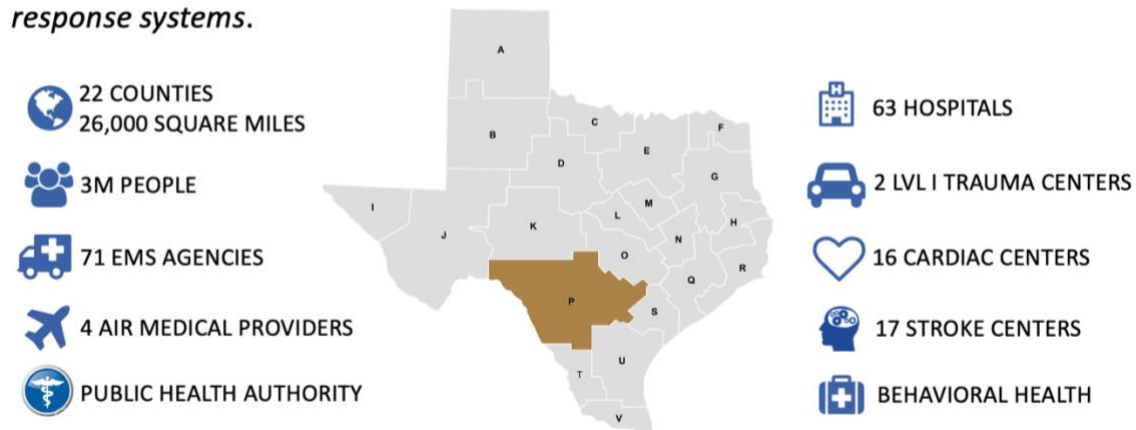 response systems.
22 COUNTIES
26,000 SQUARE MILES
3M PEOPLE
71 EMS AGENCIES
4 AIR MEDICAL PROVIDERS
PUBLIC HEALTH AUTHORITY
A
B
C
D
E
F
G
H
I
J
K
L
M
N
O
P
Q
R
S
T
U
V
H
63 HOSPITALS
2 LVL I TRAUMA CENTERS
16 CARDIAC CENTERS
17 STROKE CENTERS
BEHAVIORAL HEALTH